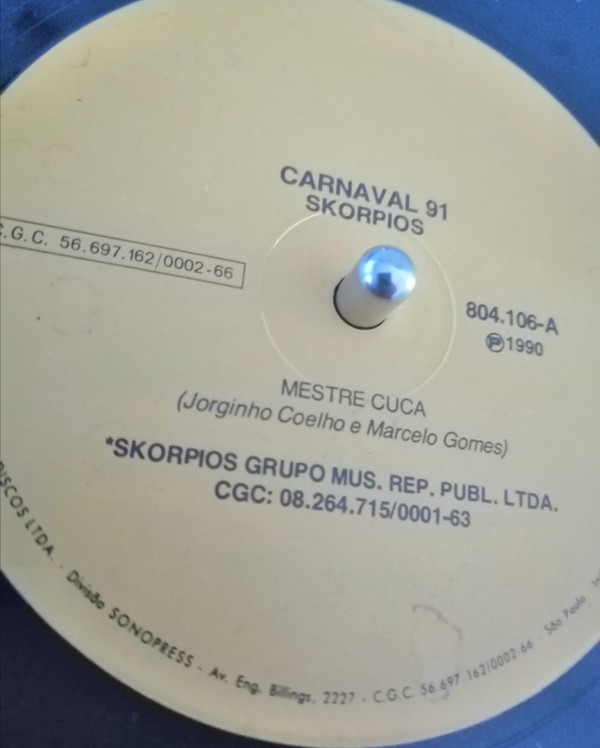 CARNAVAL 91
SKORPIOS
C.G.C. 56.697.162/0002-66
804.106-A
Ⓟ1990
MESTRE CUCA
(Jorginho Coelho e Marcelo Gomes)
*SKORPIOS GRUPO MUS. REP. PUBL. LTDA.
CGC: 08.264.715/0001-63
DISCOS LTDA. - Divisão SONOPRESS - Av. Eng. Billings, 2227 - C.G.C. 56.697.162/0002-66 - São Paulo